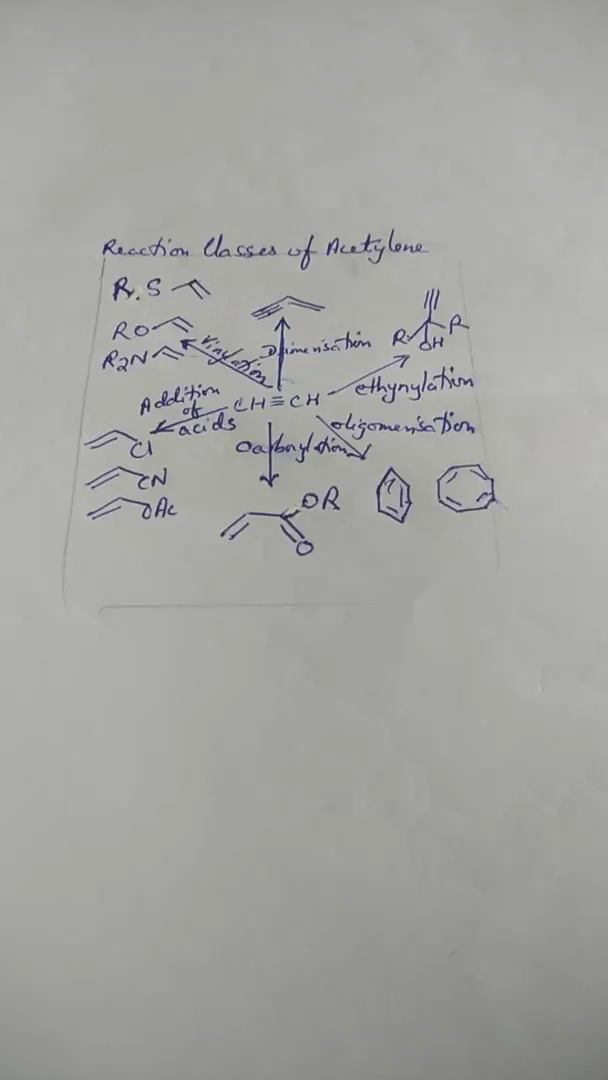 Reaction Classes of Acetylene
R.S
RO
R2N
Vinylation
Dimerisation
R R
OH
ethynylation
Addition
of
acids
CH≡CH
oligomerisation
Carbonylation
Cl
CN
OAc
OR
O